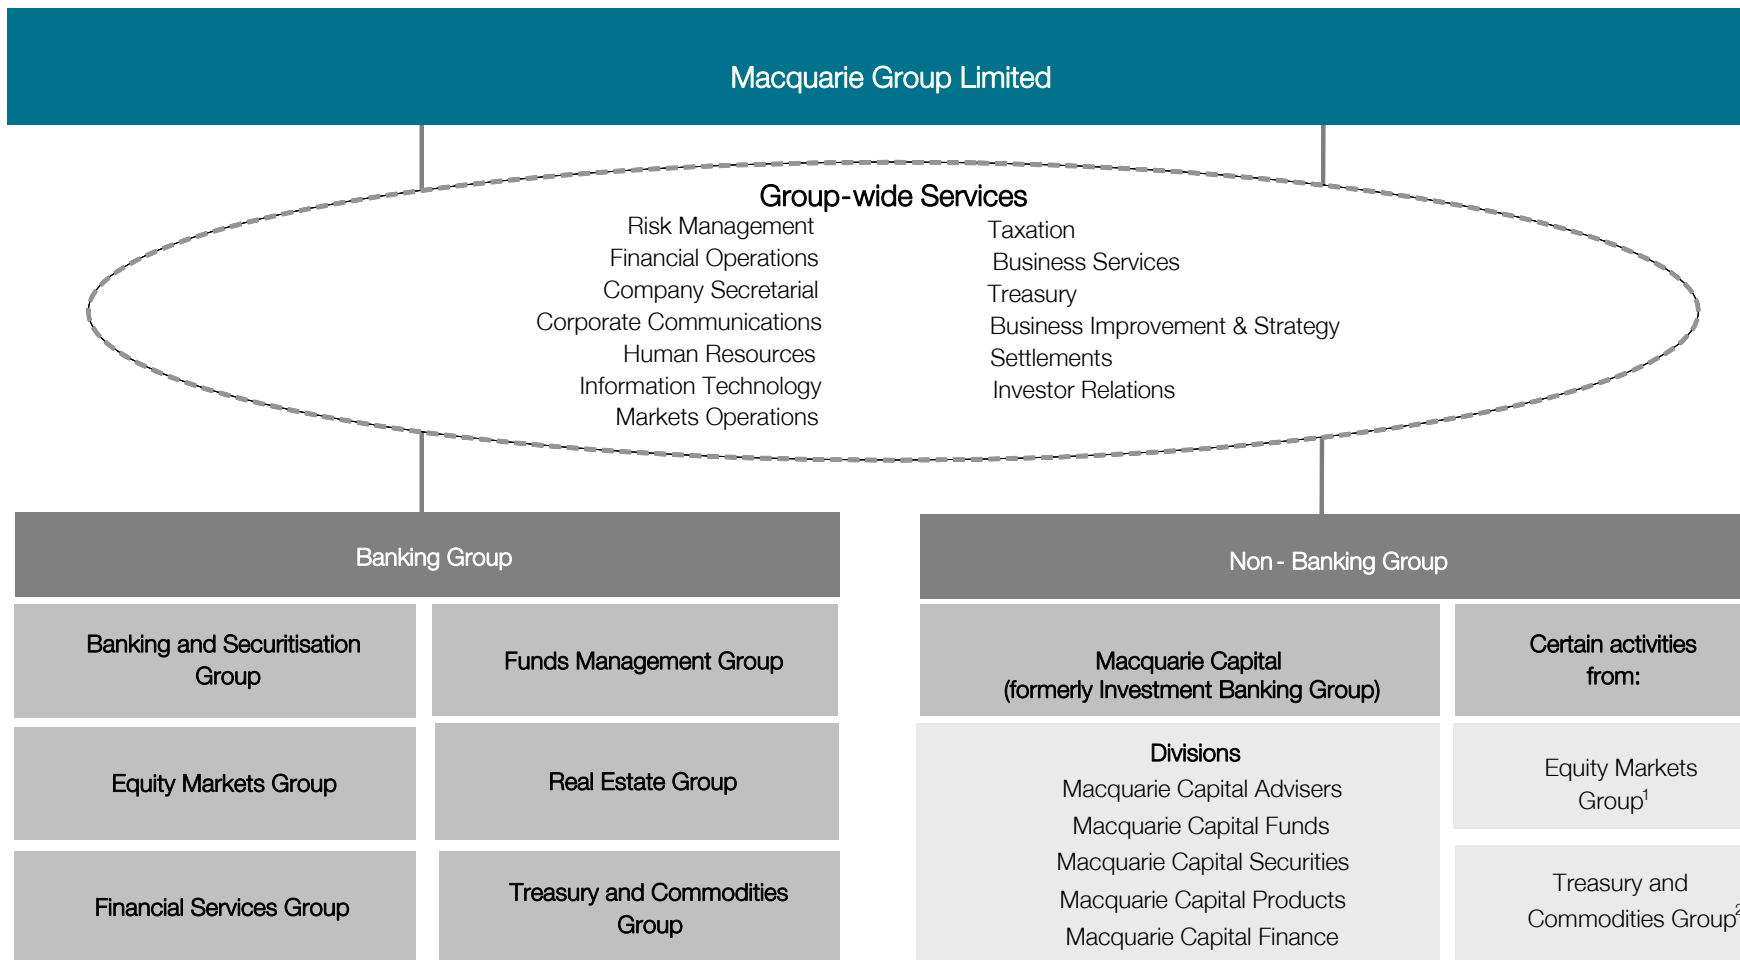 Macquarie Group Limited
Group-wide Services
Risk Management
Financial Operations
Company Secretarial
Corporate Communications
Human Resources
Information Technology
Markets Operations
Taxation
Business Services
Treasury
Business Improvement & Strategy
Settlements
Investor Relations
Banking Group
Banking and Securitisation
Group
Funds Management Group
Equity Markets Group
Real Estate Group
Financial Services Group
Treasury and Commodities
Group
Non - Banking Group
Macquarie Capital
(formerly Investment Banking Group)
Divisions
Macquarie Capital Advisers
Macquarie Capital Funds
Macquarie Capital Securities
Macquarie Capital Products
Macquarie Capital Finance
Certain activities
from:
Equity Markets
Group¹
Treasury and
Commodities Group²